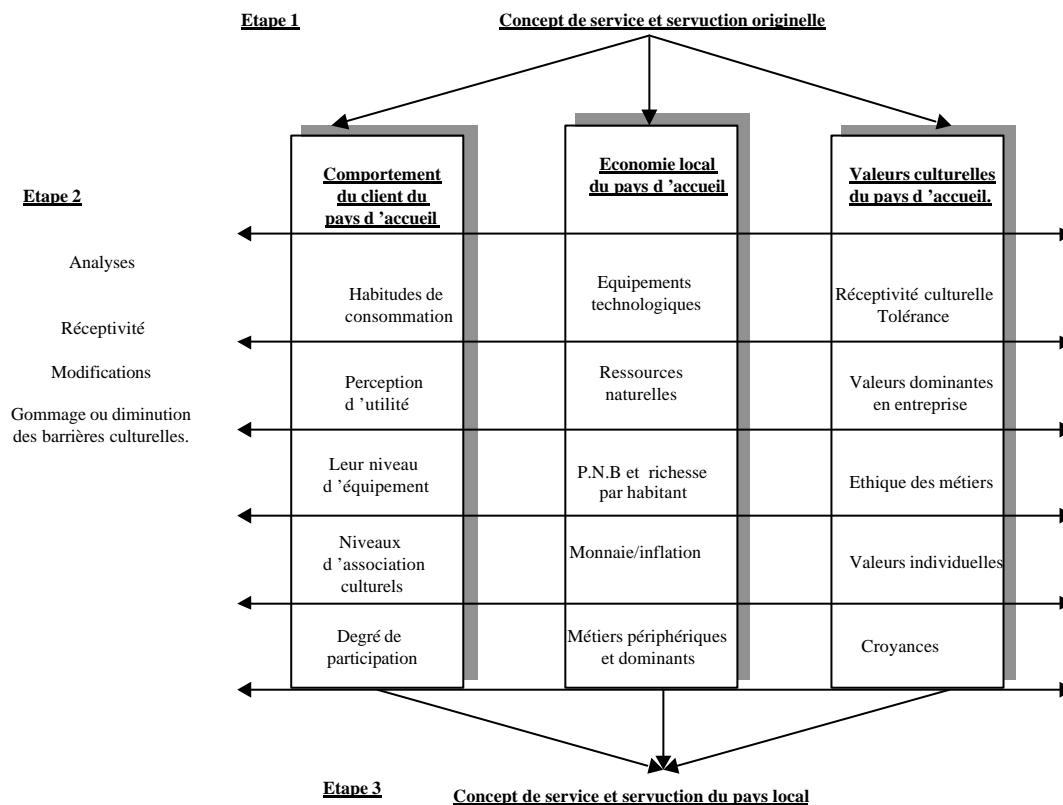 Etape 1
Concept de service et servuction originelle
Etape 2
Analyses
Réceptivité
Modifications
Gommage ou diminution
des barrières culturelles.
Comportement
du client du
pays d ’accueil
Habitudes de
consommation
Perception
d ’utilité
Leur niveau
d ’équipement
Niveaux
d ’association
culturels
Degré de
participation
Economie local
du pays d ’accueil
Equipements
technologiques
Ressources
naturelles
P.N.B et richesse
par habitant
Monnaie/inflation
Métiers périphériques
et dominants
Valeurs culturelles
du pays d ’accueil.
Réceptivité culturelle
Tolérance
Valeurs dominantes
en entreprise
Ethique des métiers
Valeurs individuelles
Croyances
Etape 3
Concept de service et servuction du pays local